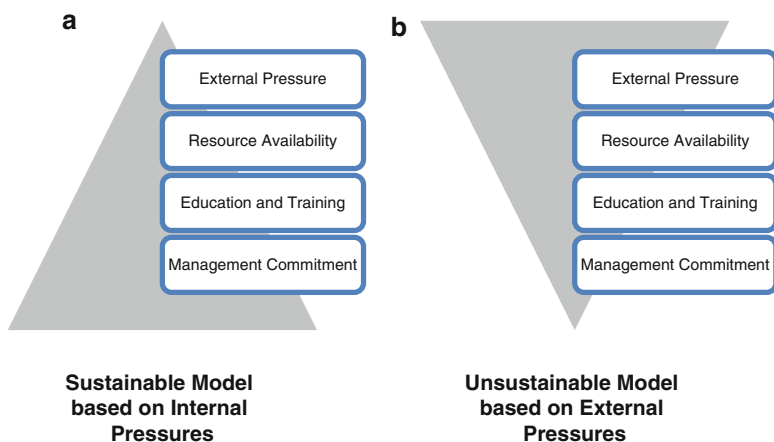 a
External Pressure
Resource Availability
Education and Training
Management Commitment
Sustainable Model
based on Internal
Pressures
b
External Pressure
Resource Availability
Education and Training
Management Commitment
Unsustainable Model
based on External
Pressures